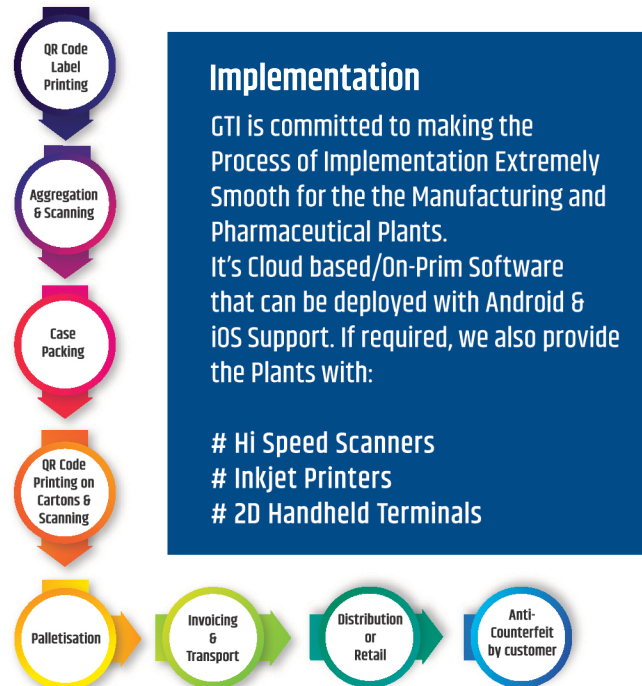 QR Code
Label
Printing
Aggregation
& Scanning
Case
Packing
QR Code
Printing on
Cartons &
Scanning
Palletisation
Invoicing
&
Transport
Distribution
or
Retail
Anti-
Counterfeit
by customer
Implementation
GTI is committed to making the
Process of Implementation Extremely
Smooth for the the Manufacturing and
Pharmaceutical Plants.
It's Cloud based/On-Prim Software
that can be deployed with Android &
iOS Support. If required, we also provide
the Plants with:
# Hi Speed Scanners
# Inkjet Printers
# 2D Handheld Terminals